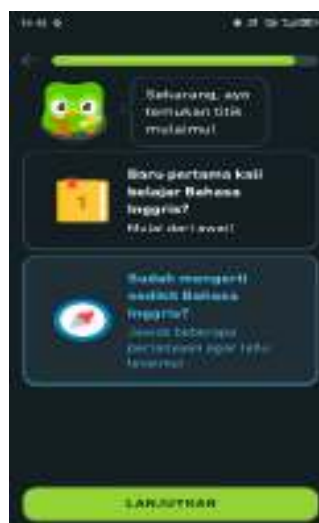 Sekarang, ayo
temukan titik
mulaimu!
1
Baru pertama kali
belajar Bahasa
Inggris?
Mulai dari awal!
Sudah mengerti
sedikit Bahasa
Inggris?
Jawab beberapa
pertanyaan agar tahu
levelmu!
LANJUTKAN